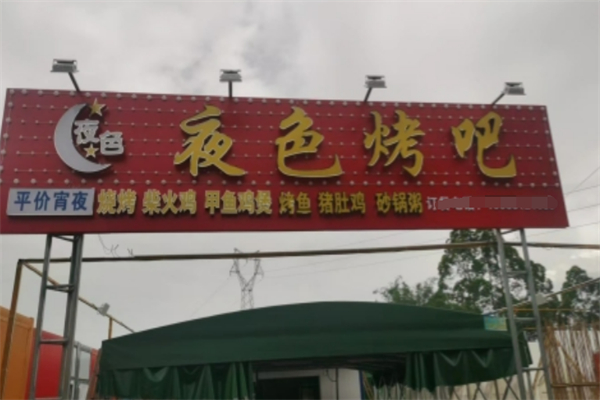 夜色
夜色烤吧
平价宵夜 烧烤 柴火鸡 甲鱼鸡煲 烤鱼 猪肚鸡 砂锅粥